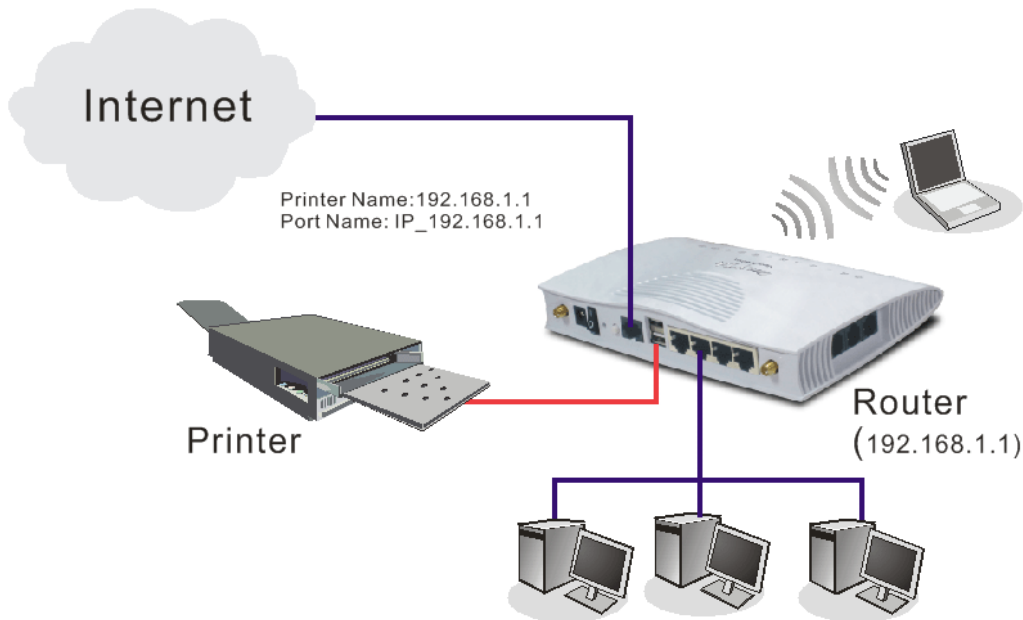 Internet
Printer Name:192.168.1.1
Port Name: IP_192.168.1.1
Printer
Router
(192.168.1.1)